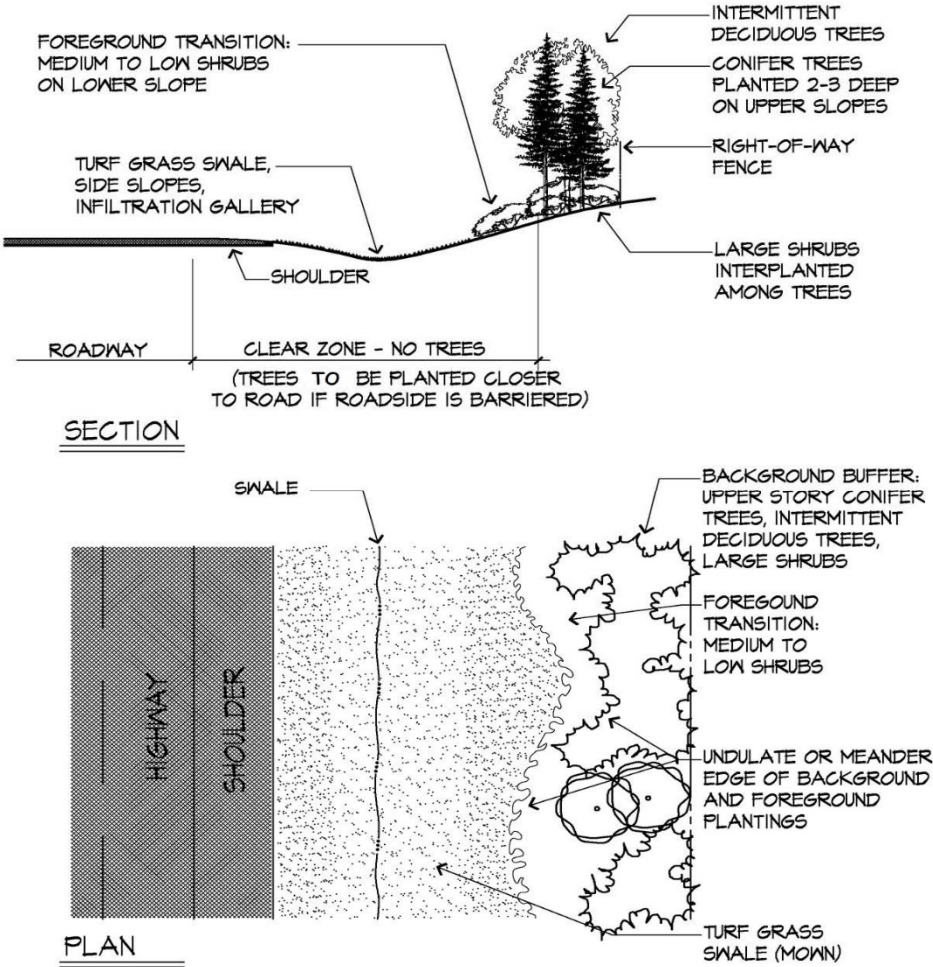 INTERMITTENT
DECIDUOUS TREES
FOREGROUND TRANSITION:
MEDIUM TO LOW SHRUBS
ON LOWER SLOPE
CONIFER TREES
PLANTED 2-3 DEEP
ON UPPER SLOPES
RIGHT-OF-WAY
FENCE
TURF GRASS SWALE,
SIDE SLOPES,
INFILTRATION GALLERY
LARGE SHRUBS
INTERPLANTED
AMONG TREES
SHOULDER
ROADWAY
CLEAR ZONE - NO TREES
(TREES TO BE PLANTED CLOSER
TO ROAD IF ROADSIDE IS BARRIERED)
SECTION
SWALE
BACKGROUND BUFFER:
UPPER STORY CONIFER
TREES, INTERMITTENT
DECIDUOUS TREES,
LARGE SHRUBS
FOREGOUND
TRANSITION:
MEDIUM TO
LOW SHRUBS
HIGHWAY
SHOULDER
UNDULATE OR MEANDER
EDGE OF BACKGROUND
AND FOREGROUND
PLANTINGS
TURF GRASS
SWALE (MOWN)
PLAN